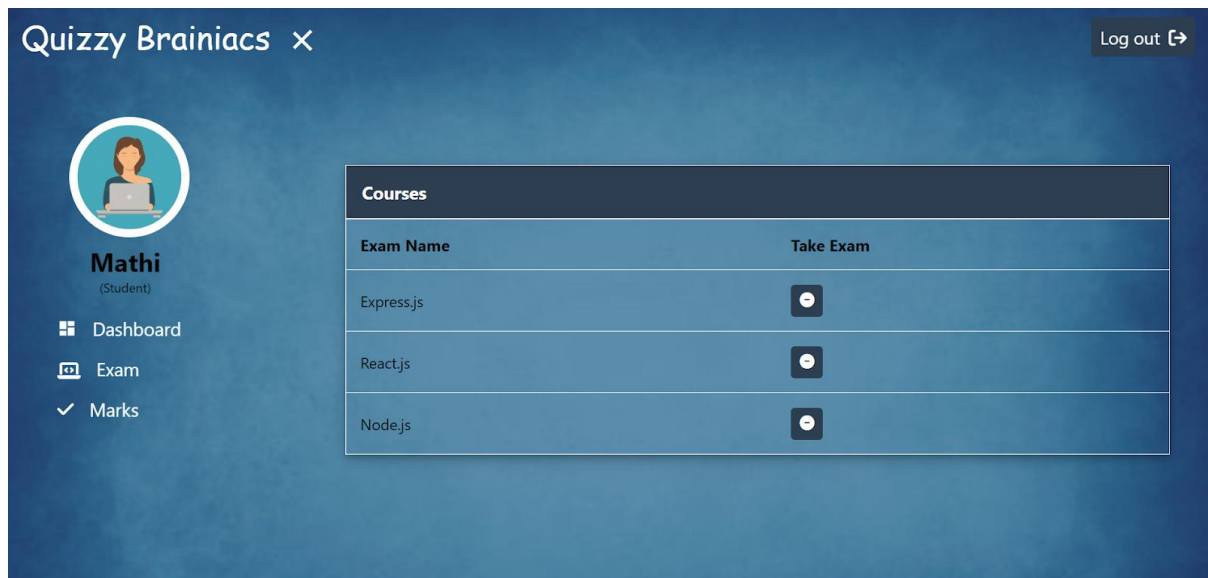 Quizzy Brainiacs
Log out
Mathi
(Student)
Dashboard
Exam
Marks
Courses
Exam Name Take Exam
Express.js
React.js
Node.js